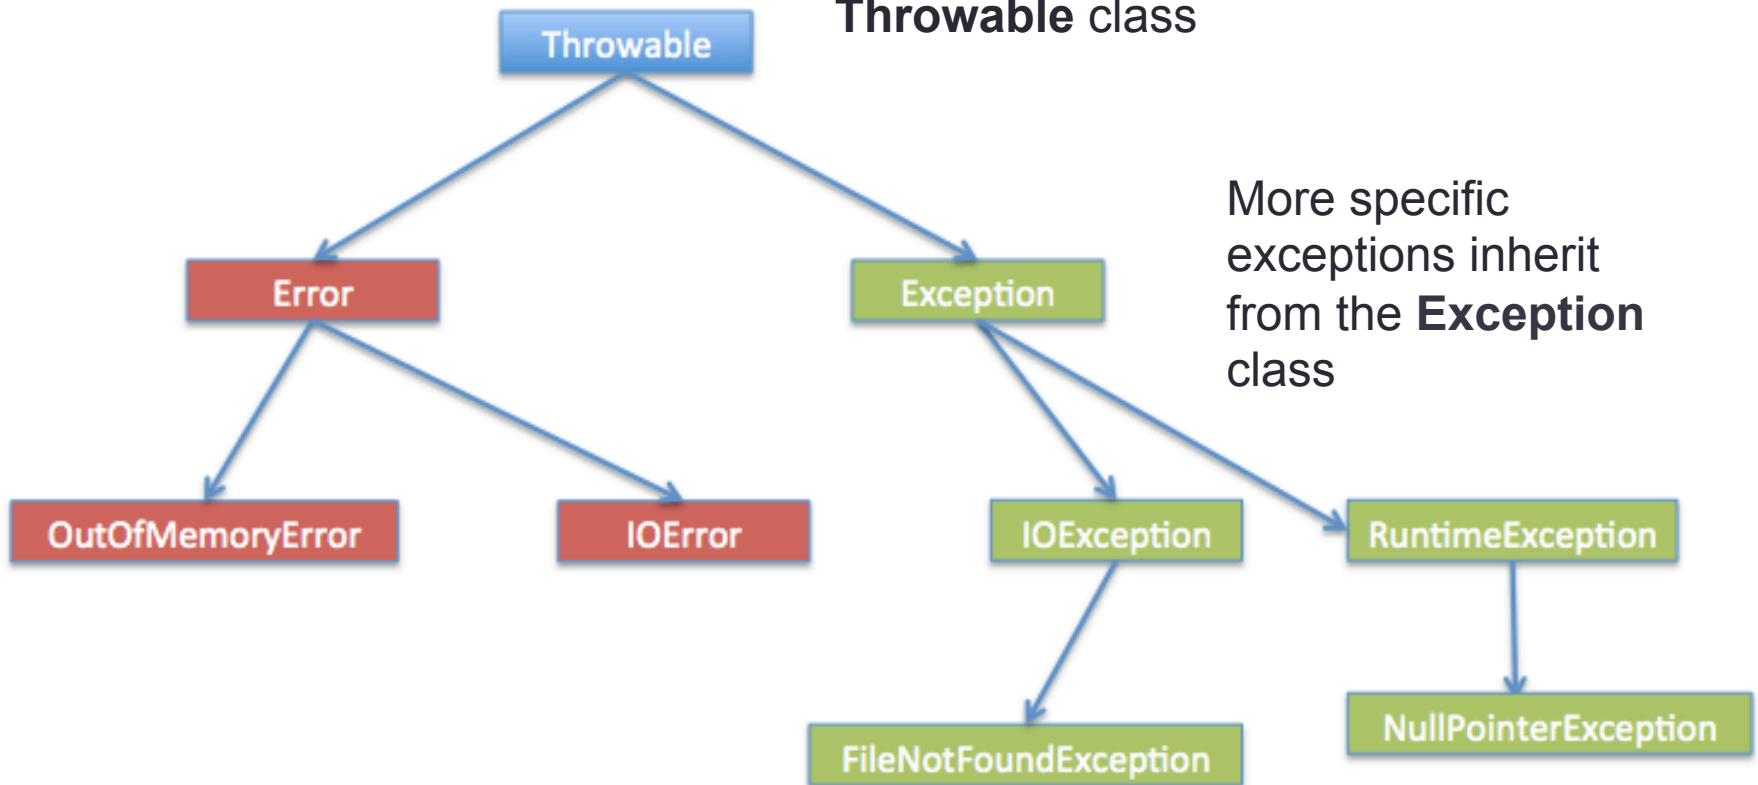 Throwable class
Throwable
More specific
exceptions inherit
from the Exception
class
Error
Exception
OutOfMemoryError
IOError
IOException
RuntimeException
NullPointerException
FileNotFoundException